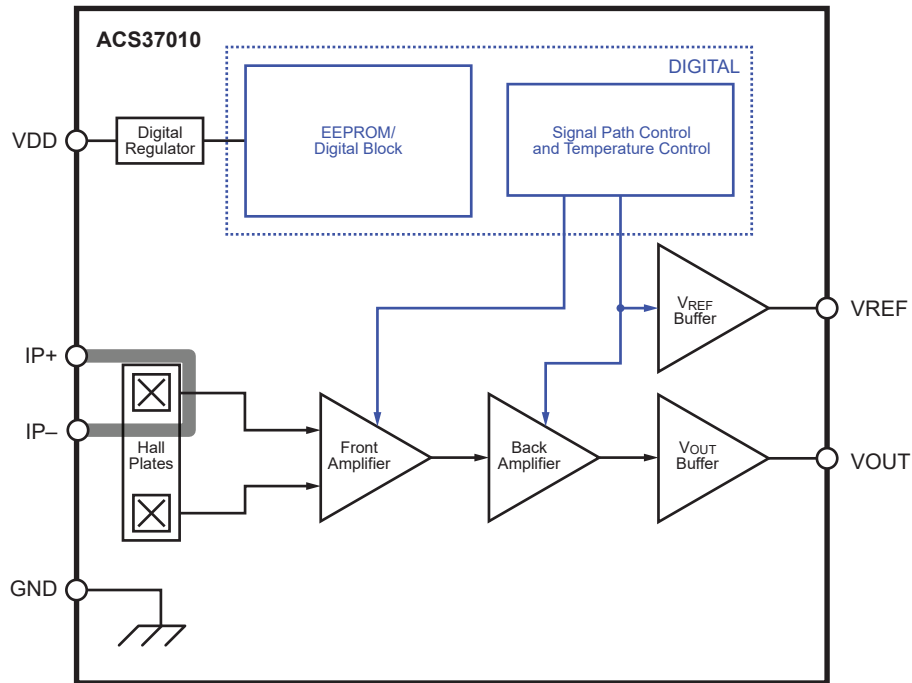 ACS37010
DIGITAL
VDD
Digital
Regulator
EEPROM/
Digital Block
Signal Path Control
and Temperature Control
VREF
Buffer
VREF
IP+
IP–
Hall
Plates
Front
Amplifier
Back
Amplifier
VOUT
Buffer
VOUT
GND